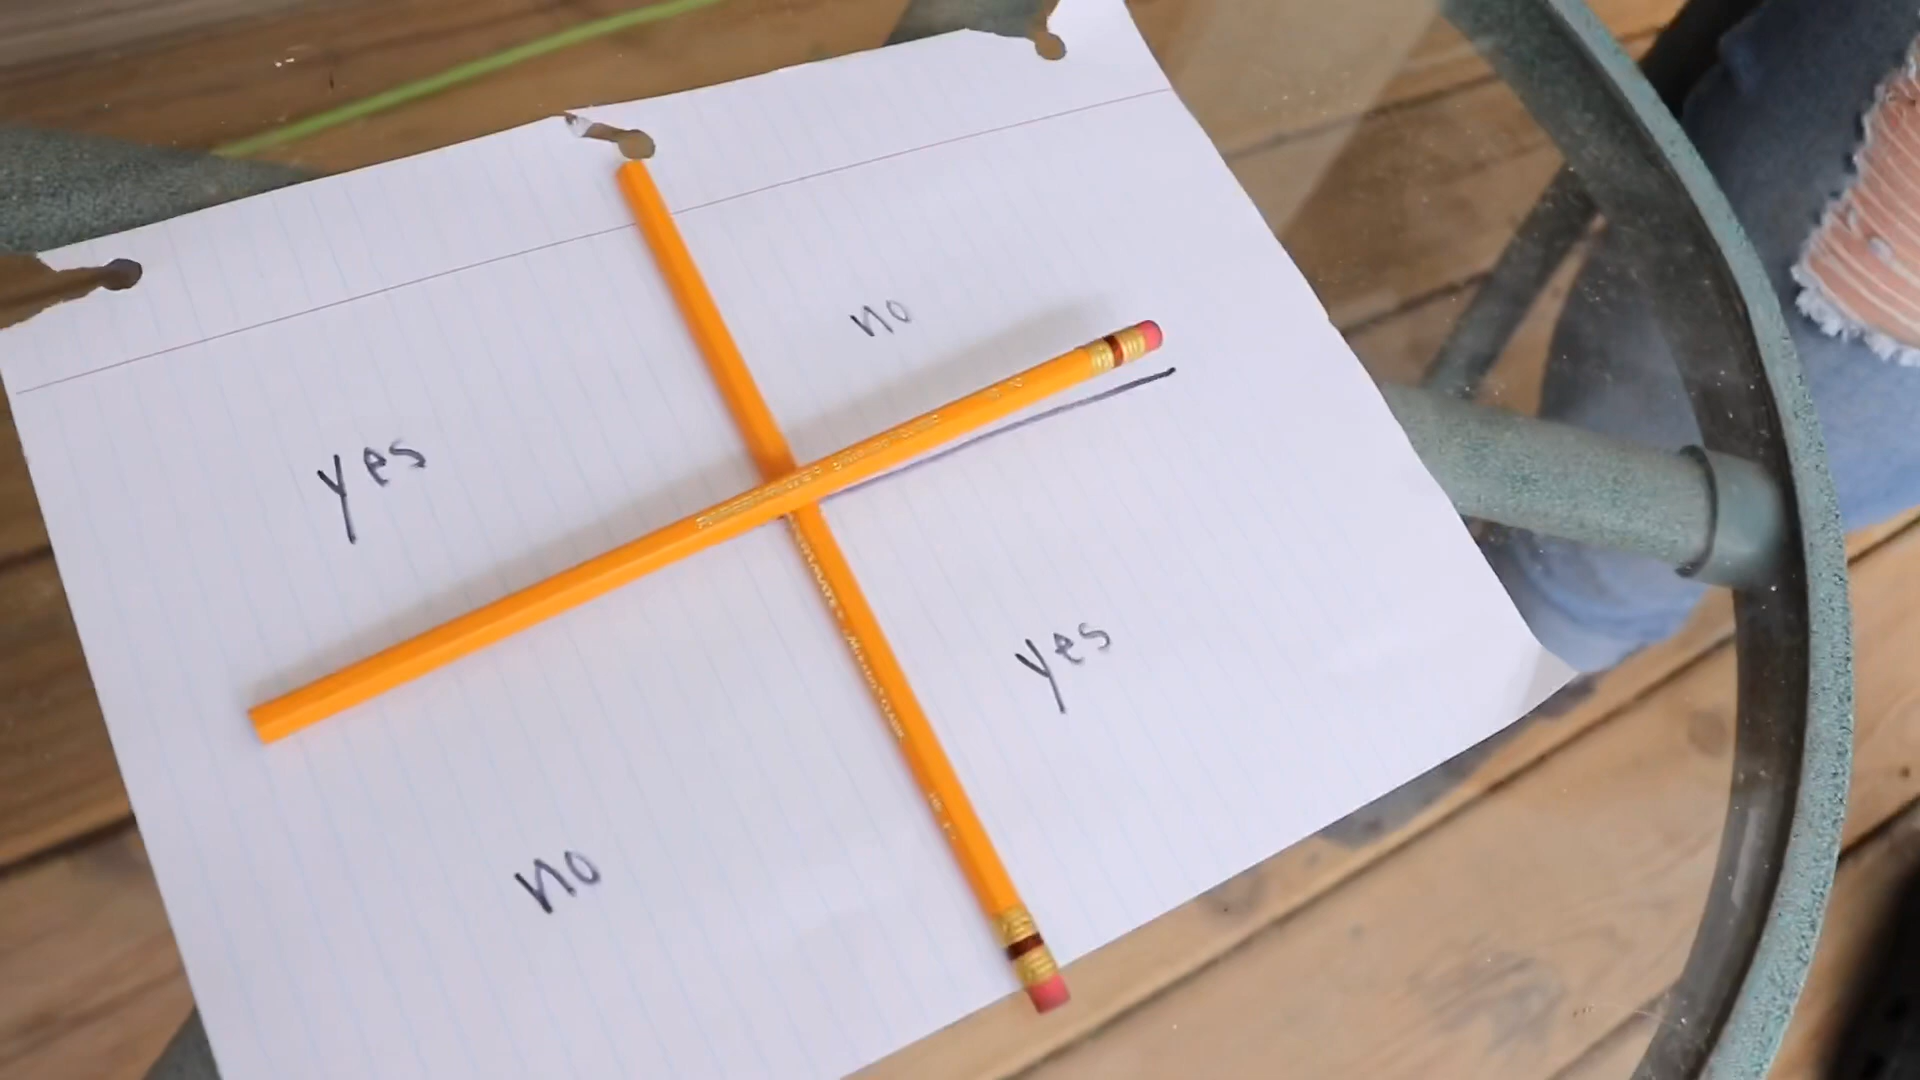 no
yes
yes
no